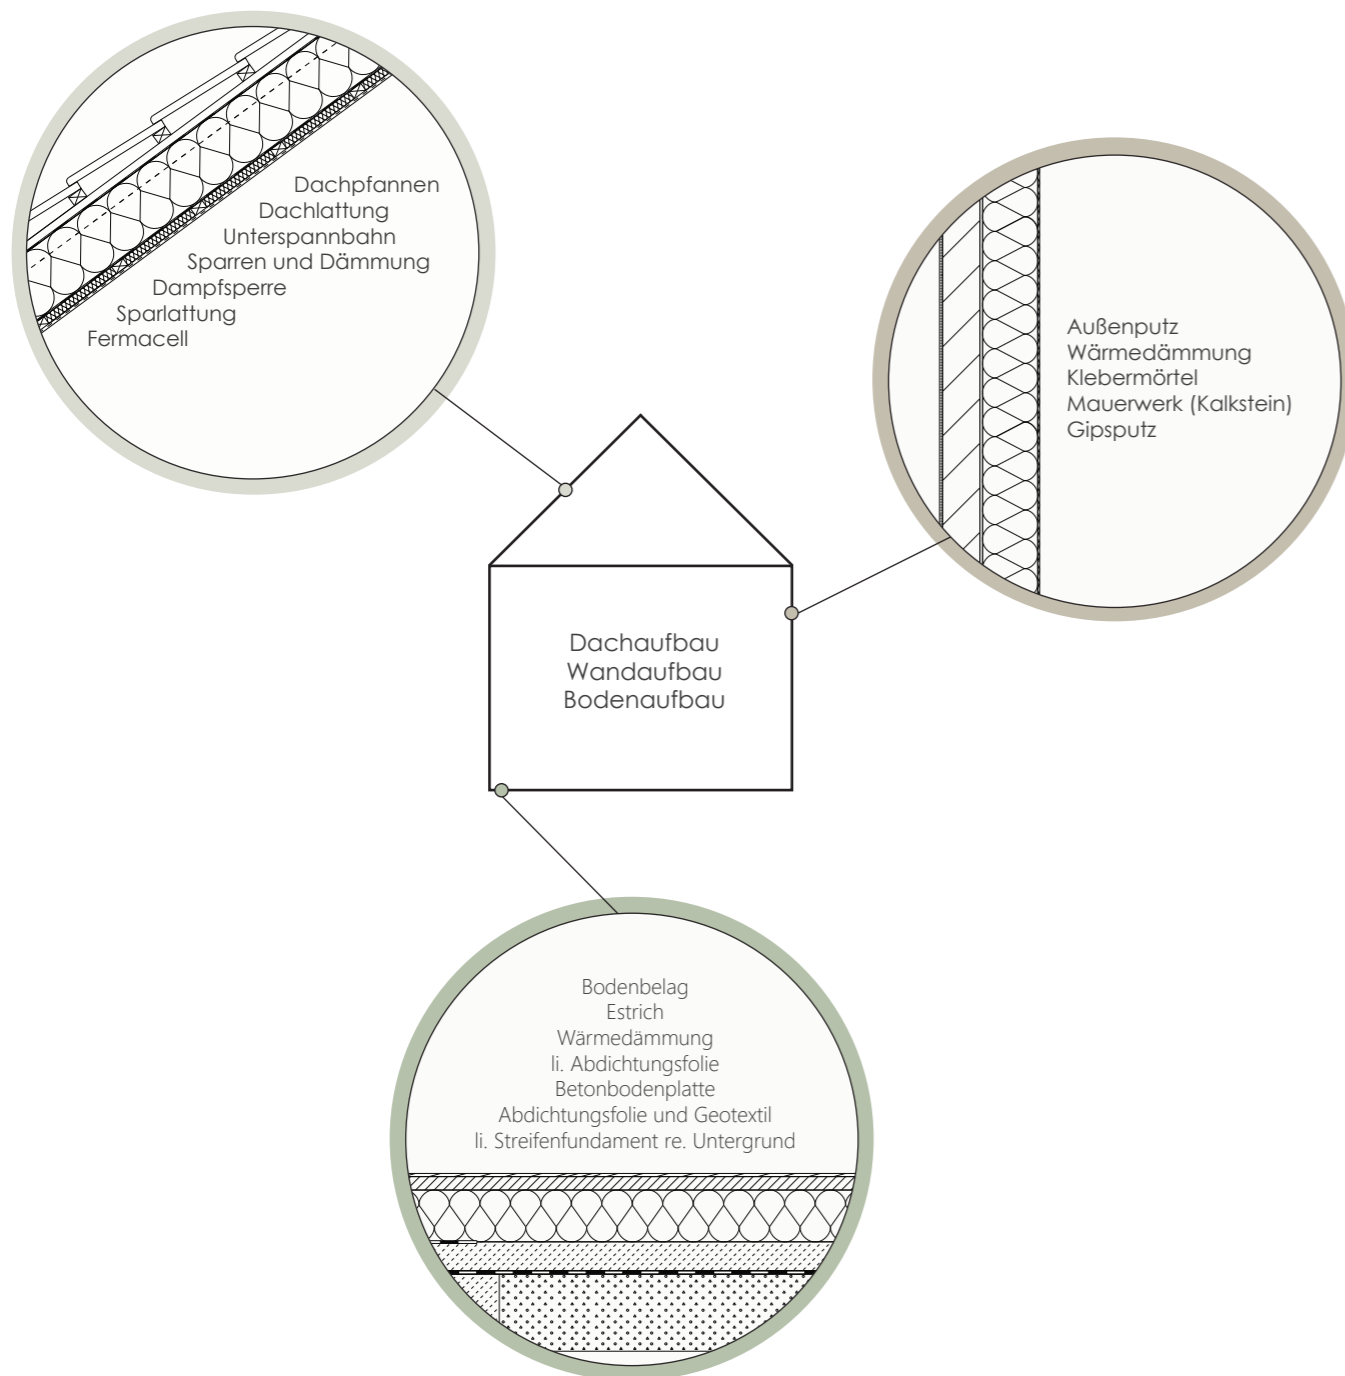 Dachpfannen
Dachlattung
Unterspannbahn
Sparren und Dämmung
Dampfsperre
Sparlattung
Fermacell
Außenputz
Wärmedämmung
Klebermörtel
Mauerwerk (Kalkstein)
Gipsputz
Dachaufbau
Wandaufbau
Bodenaufbau
Bodenbelag
Estrich
Wärmedämmung
li. Abdichtungsfolie
Betonbodenplatte
Abdichtungsfolie und Geotextil
li. Streifenfundament re. Untergrund